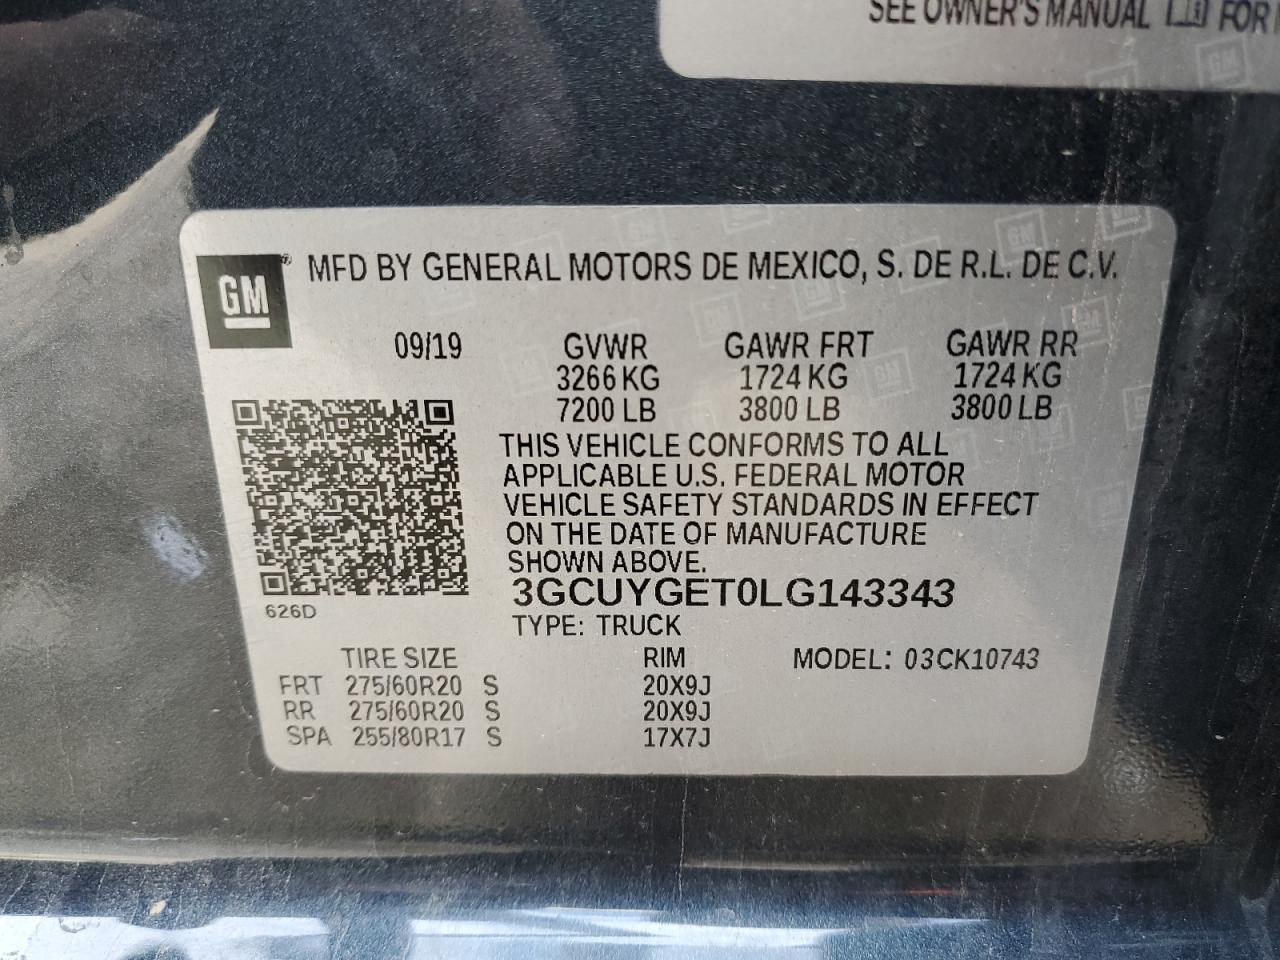 SEE OWNER'S MANUAL FOR
GM
MFD BY GENERAL MOTORS DE MEXICO, S. DE R.L. DE C.V.
09/19 GVWR GAWR FRT GAWR RR
3266 KG 1724 KG 1724 KG
7200 LB 3800 LB 3800 LB
THIS VEHICLE CONFORMS TO ALL
APPLICABLE U.S. FEDERAL MOTOR
VEHICLE SAFETY STANDARDS IN EFFECT
ON THE DATE OF MANUFACTURE
SHOWN ABOVE.
3GCUYGET0LG143343
626D
TYPE: TRUCK
TIRE SIZE RIM MODEL: 03CK10743
FRT 275/60R20 S 20X9J
RR 275/60R20 S 20X9J
SPA 255/80R17 S 17X7J